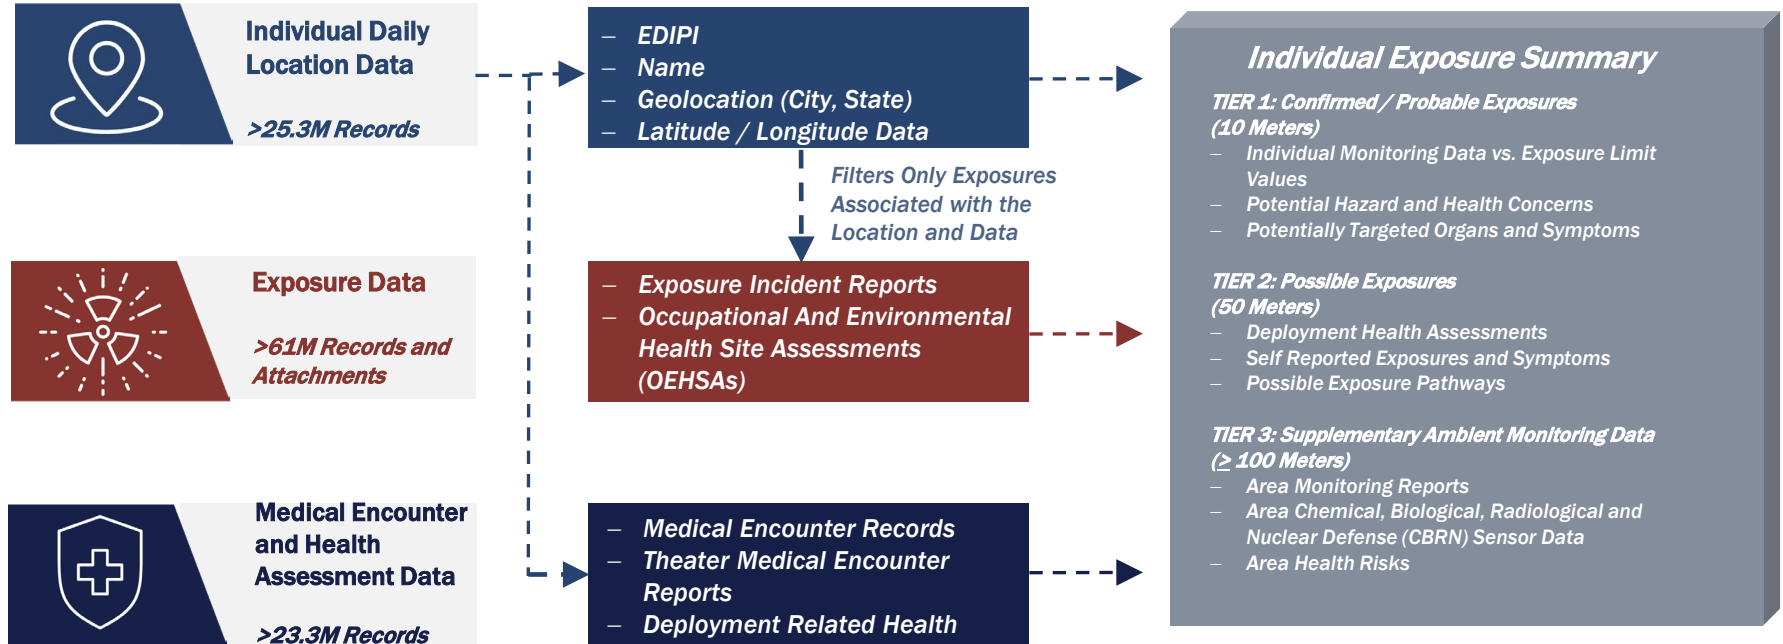 Individual Daily
Location Data
>25.3M Records
– EDIPI
– Name
– Geolocation (City, State)
– Latitude / Longitude Data
Filters Only Exposures
Associated with the
Location and Data
Exposure Data
>61M Records and
Attachments
– Exposure Incident Reports
– Occupational And Environmental
Health Site Assessments
(OEHSAs)
Medical Encounter
and Health
Assessment Data
>23.3M Records
– Medical Encounter Records
– Theater Medical Encounter
Reports
– Deployment Related Health
Individual Exposure Summary
TIER 1: Confirmed / Probable Exposures
(10 Meters)
– Individual Monitoring Data vs. Exposure Limit
Values
– Potential Hazard and Health Concerns
– Potentially Targeted Organs and Symptoms
TIER 2: Possible Exposures
(50 Meters)
– Deployment Health Assessments
– Self Reported Exposures and Symptoms
– Possible Exposure Pathways
TIER 3: Supplementary Ambient Monitoring Data
(≥ 100 Meters)
– Area Monitoring Reports
– Area Chemical, Biological, Radiological and
Nuclear Defense (CBRN) Sensor Data
– Area Health Risks